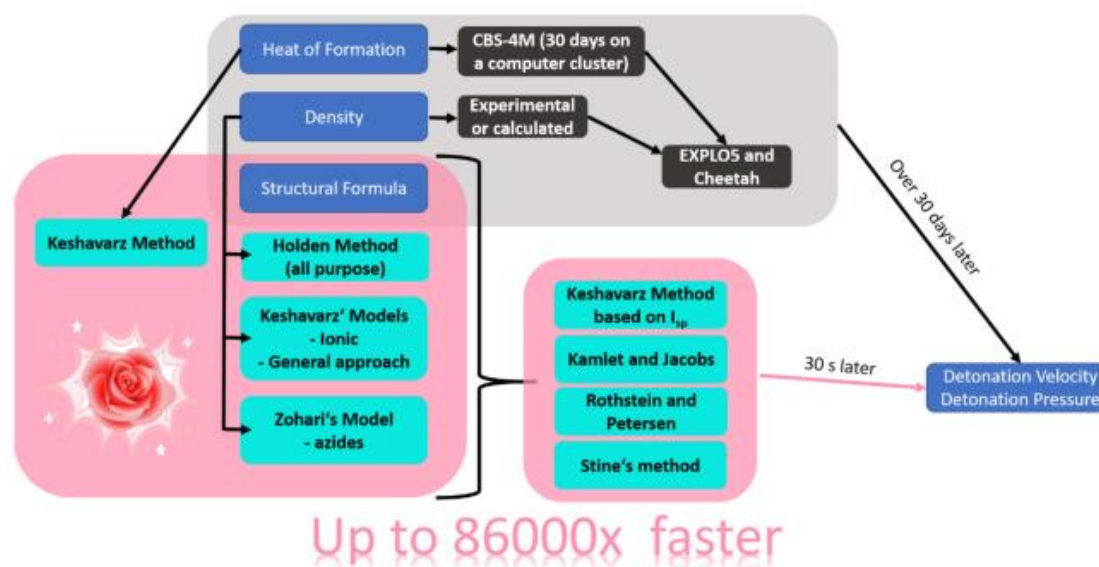 Heat of Formation
CBS-4M (30 days on
a computer cluster)
Density
Experimental
or calculated
EXPLO5 and
Cheetah
Structural Formula
Keshavarz Method
Holden Method
(all purpose)
Keshavarz‘ Models
- Ionic
- General approach
Zohari‘s Model
- azides
Keshavarz Method
based on Isp
Kamlet and Jacobs
Rothstein and
Petersen
Stine‘s method
Over 30 days later
30 s later
Detonation Velocity
Detonation Pressure
Up to 86000x faster